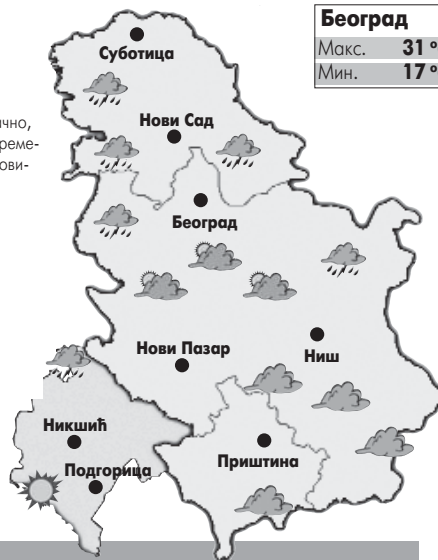 Београд
Макс. 31 °
Мин. 17 °
Суботица
Нови Сад
Београд
Нови Пазар
Ниш
Никшић
Подгорица
Приштина